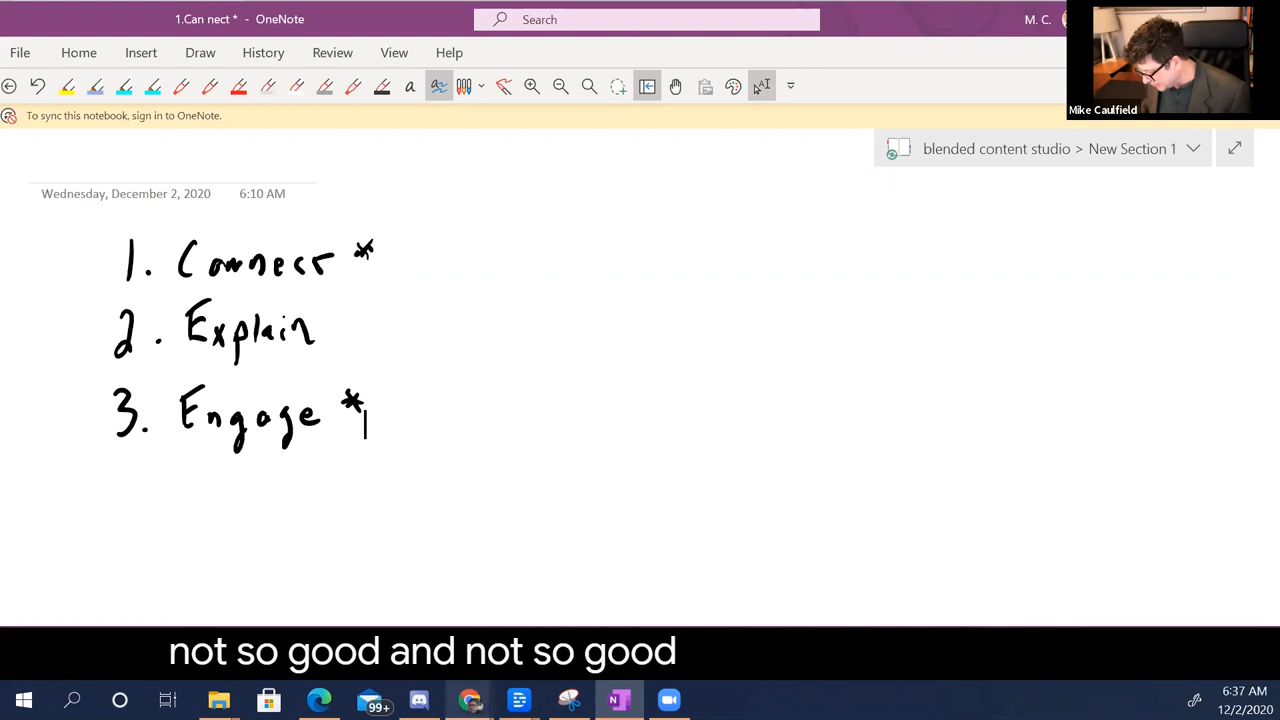 1.Can nect * - OneNote
Search
M. C.
File Home Insert Draw History Review View Help
Mike Caulfield
To sync this notebook, sign in to OneNote.
blended content studio > New Section 1
Wednesday, December 2, 2020 6:10 AM
1. Connect *
2. Explain
3. Engage *
not so good and not so good
99+
6:37 AM
12/2/2020